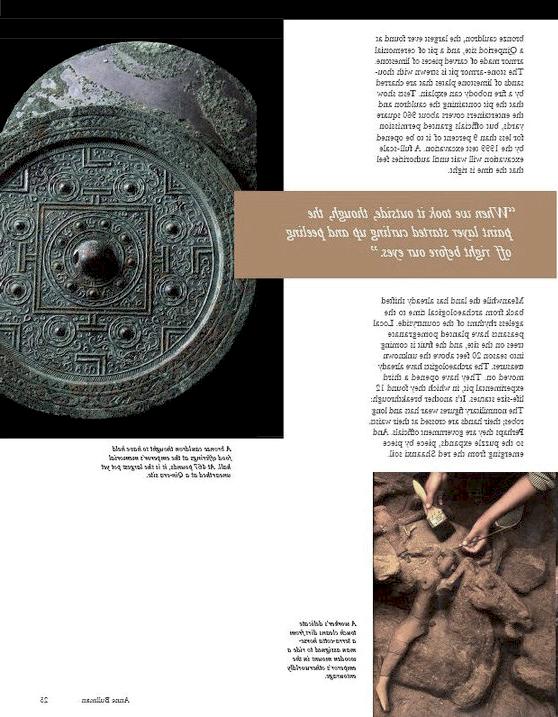 bronze cauldron, the largest ever found at
a Qin-period site, and a pit of ceremonial
armor made of carved pieces of limestone.
The stone-armor pit is strewn with thou-
sands of limestone plates that are charred
by a fire nobody can explain. Tests show
that the pit containing the cauldron and
the entertainers covers about 960 square
yards, but officials granted permission
for less than 9 percent of it to be opened
by the 1999 test excavation. A full-scale
excavation will wait until authorities feel
that the time is right.
"When we took it outside, though, the
paint layer started curling up and peeling
off right before our eyes."
Meanwhile the land has already shifted
back from archaeological time to the
ageless rhythms of the countryside. Local
peasants have planted pomegranate
trees on the site, and the fruit is coming
into season 20 feet above the unknown
treasures. The archaeologists have already
moved on. They have opened a third
experimental pit, in which they found 12
life-size statues. It's another breakthrough:
The nonmilitary figures wear hats and long
robes; their hands are crossed at their waists.
Perhaps they are government officials. And
so the puzzle expands, piece by piece
emerging from the red Shaanxi soil.
A bronze cauldron thought to have held
food offerings at the emperor's memorial
hall. At 467 pounds, it is the largest pot yet
unearthed at a Qin-era site.
A worker's delicate
touch cleans dirt from
a terra-cotta horse-
man assigned to ride a
wooden mount in the
emperor's otherworldly
entourage.
Anne Bullman 25